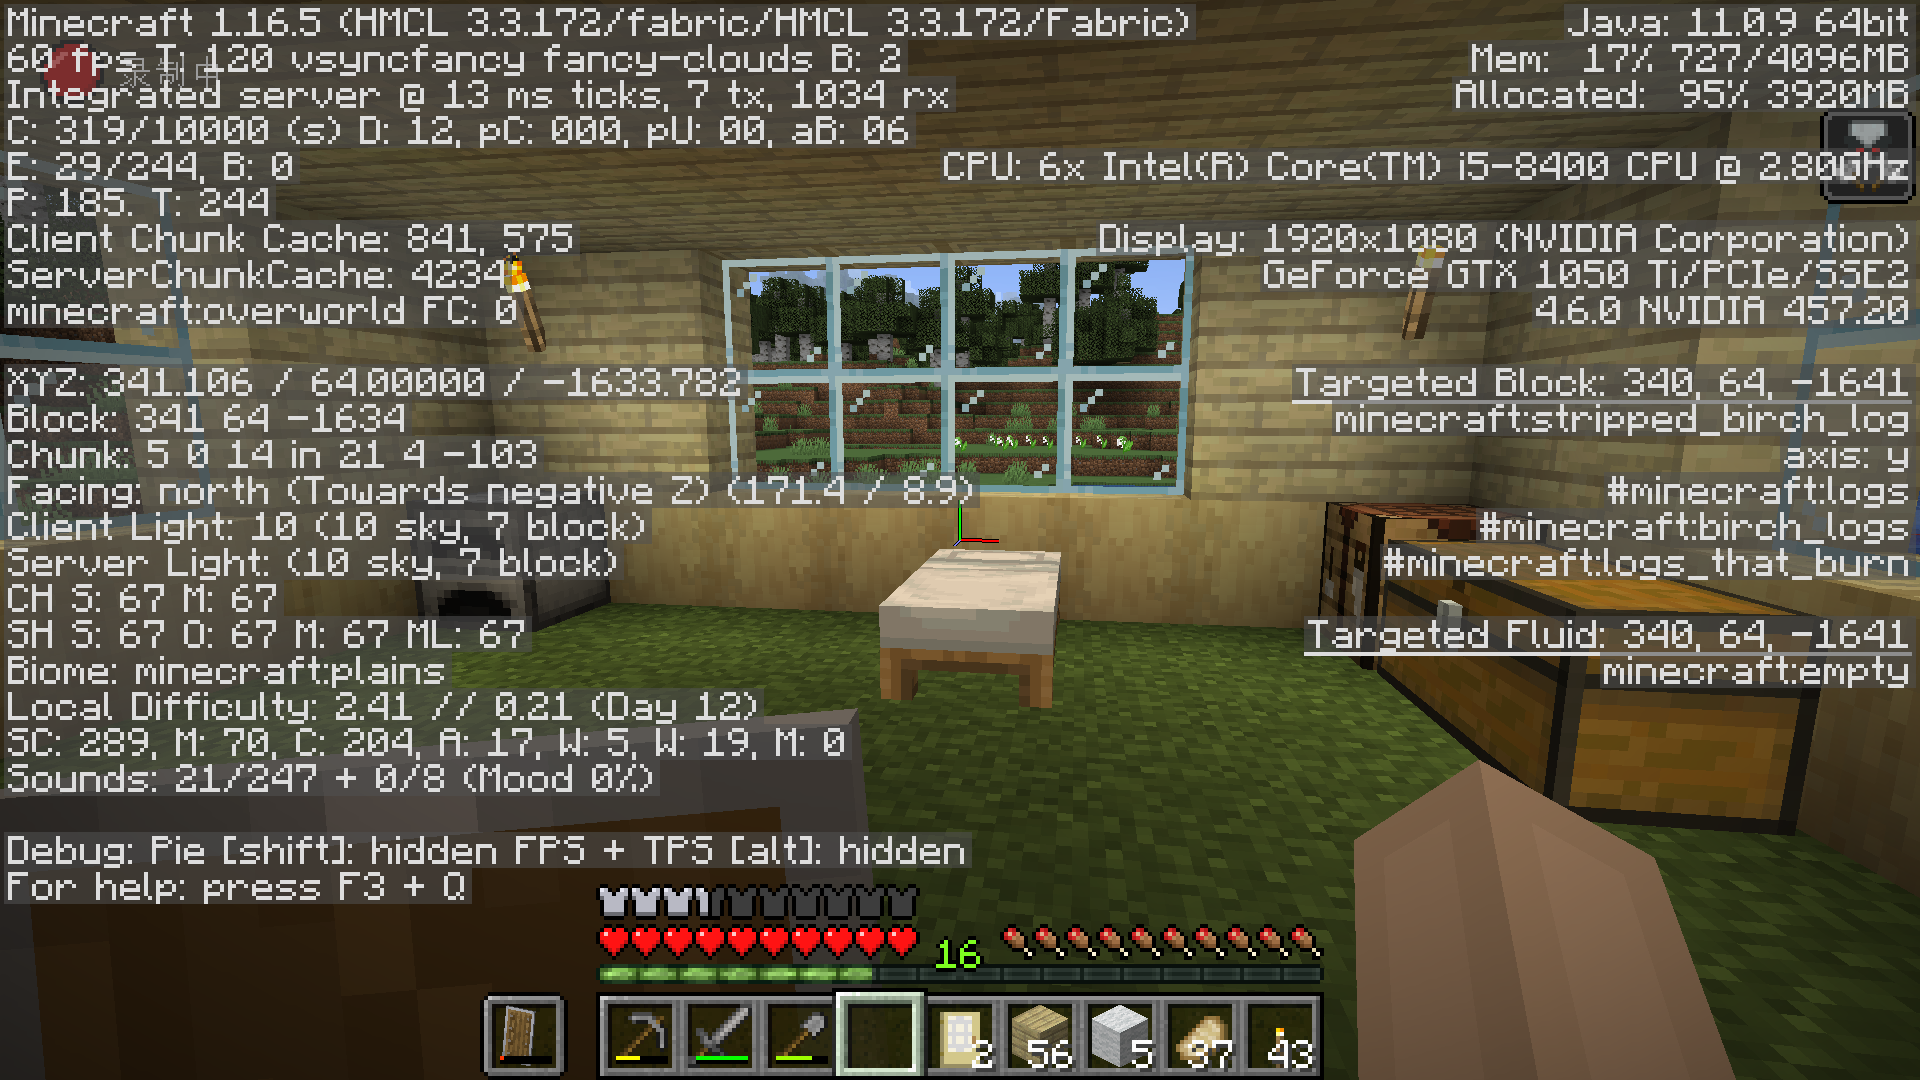 Minecraft 1.16.5 (HMCL 3.3.172/fabric/HMCL 3.3.172/Fabric)
60 fps T: 120 vsyncfancy fancy-clouds B: 2
录制中
Integrated server @ 13 ms ticks, 7 tx, 1034 rx
C: 319/10000 (s) D: 12, pC: 000, pU: 00, aB: 06
E: 29/244, B: 0
P: 185. T: 244
Client Chunk Cache: 841, 575
ServerChunkCache: 4234
minecraft:overworld FC: 0
XYZ: 341.106 / 64.00000 / -1633.782
Block: 341 64 -1634
Chunk: 5 0 14 in 21 4 -103
Facing: north (Towards negative Z) (171.4 / 8.9)
Client Light: 10 (10 sky, 7 block)
Server Light: (10 sky, 7 block)
CH S: 67 M: 67
SH S: 67 O: 67 M: 67 ML: 67
Biome: minecraft:plains
Local Difficulty: 2.41 // 0.21 (Day 12)
SC: 289, M: 70, C: 204, A: 17, W: 5, W: 19, M: 0
Sounds: 21/247 + 0/8 (Mood 0%)
Debug: Pie [shift]: hidden FPS + TPS [alt]: hidden
For help: press F3 + Q
Java: 11.0.9 64bit
Mem: 17% 727/4096MB
Allocated: 95% 3920MB
CPU: 6x Intel(R) Core(TM) i5-8400 CPU @ 2.80GHz
Display: 1920x1080 (NVIDIA Corporation)
GeForce GTX 1050 Ti/PCIe/SSE2
4.6.0 NVIDIA 457.20
Targeted Block: 340, 64, -1641
minecraft:stripped_birch_log
axis: y
#minecraft:logs
#minecraft:birch_logs
#minecraft:logs_that_burn
Targeted Fluid: 340, 64, -1641
minecraft:empty
16
2 56 5 37 43